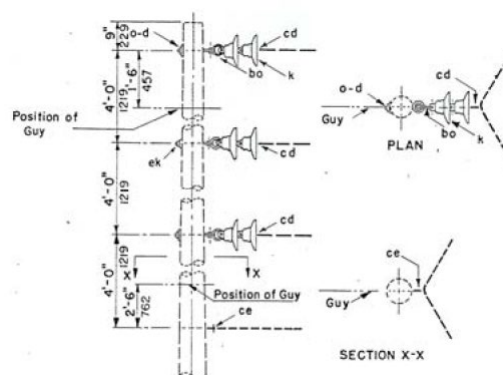 9"
229
o-d
cd
1'-6"
457
bo
k
Position of
Guy
4'-0"
1219
ek
cd
4'-0"
1219
cd
4'-0"
1219
X
X
2'-6"
762
Position of Guy
ce
o-d
cd
Guy
bo
k
PLAN
ce
Guy
SECTION X-X